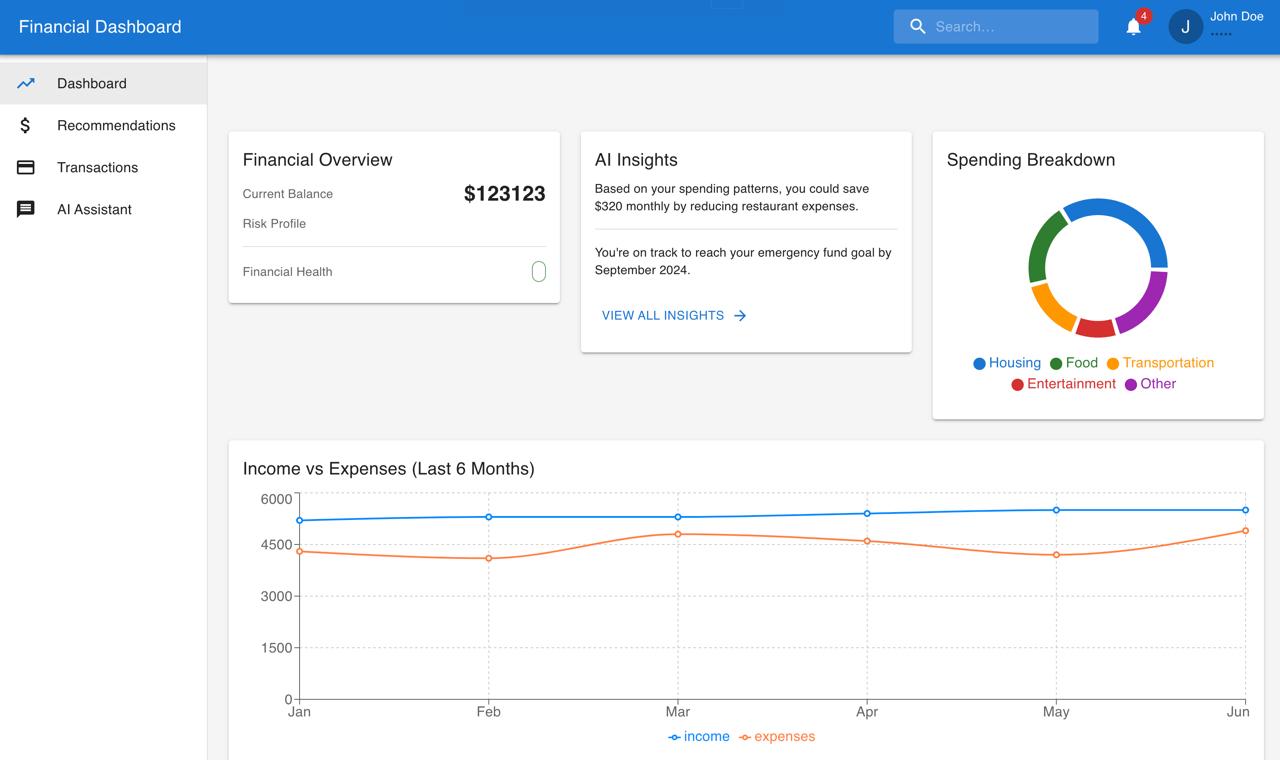 Financial Dashboard
Search…
4
J
John Doe
•••••
Dashboard
Recommendations
Transactions
AI Assistant
Financial Overview
Current Balance
$123123
Risk Profile
Financial Health
AI Insights
Based on your spending patterns, you could save
$320 monthly by reducing restaurant expenses.
You're on track to reach your emergency fund goal by
September 2024.
VIEW ALL INSIGHTS
Spending Breakdown
Housing Food Transportation
Entertainment Other
Income vs Expenses (Last 6 Months)
6000
4500
3000
1500
0
Jan Feb Mar Apr May Jun
income expenses